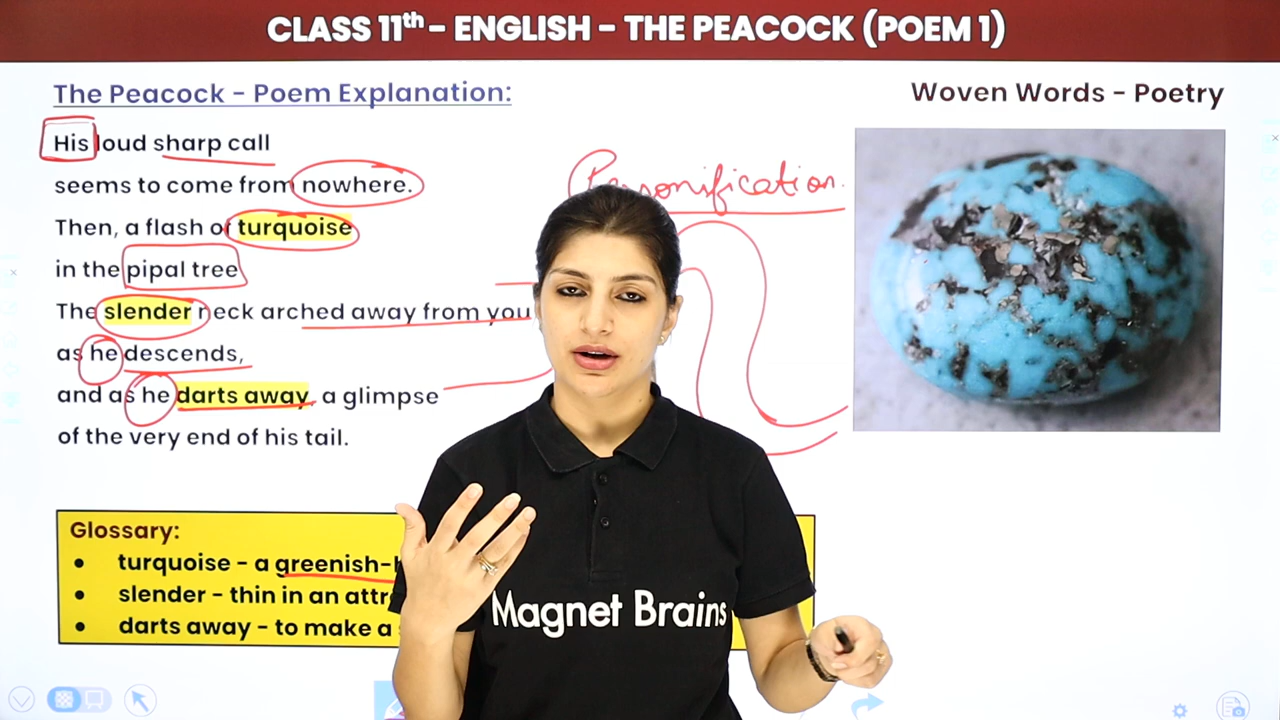 CLASS 11th - ENGLISH - THE PEACOCK (POEM 1)
The Peacock - Poem Explanation:
Woven Words - Poetry
His loud sharp call
seems to come from nowhere.
Then, a flash of turquoise
in the pipal tree
The slender neck arched away from you
as he descends,
and as he darts away, a glimpse
of the very end of his tail.
Personification.
Glossary:
• turquoise - a greenish-
• slender - thin in an
• darts away - to make a
Magnet Brains